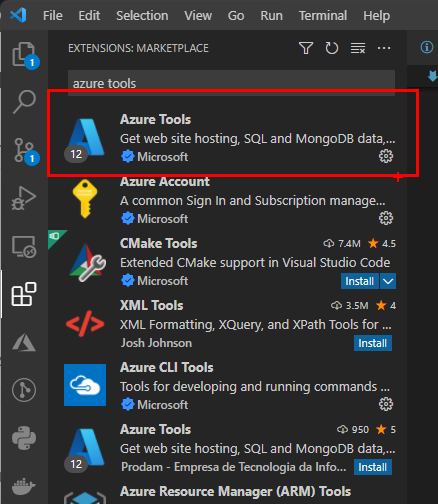 File Edit View Go Run Terminal Help
EXTENSIONS: MARKETPLACE
azure tools
Azure Tools
Get web site hosting, SQL and MongoDB data,...
12
Microsoft
Azure Account
A common Sign In and Subscription manage...
Microsoft
CMake Tools 7.4M 4.5
Extended CMake support in Visual Studio Code
Microsoft Install
XML Tools 3.5M 4
XML Formatting, XQuery, and XPath Tools for ...
Josh Johnson Install
Azure CLI Tools
Tools for developing and running commands ...
Microsoft
Azure Tools 950 5
Get web site hosting, SQL and MongoDB data,...
12
Prodam - Empresa de Tecnologia da Info... Install
Azure Resource Manager (ARM) Tools
1
1